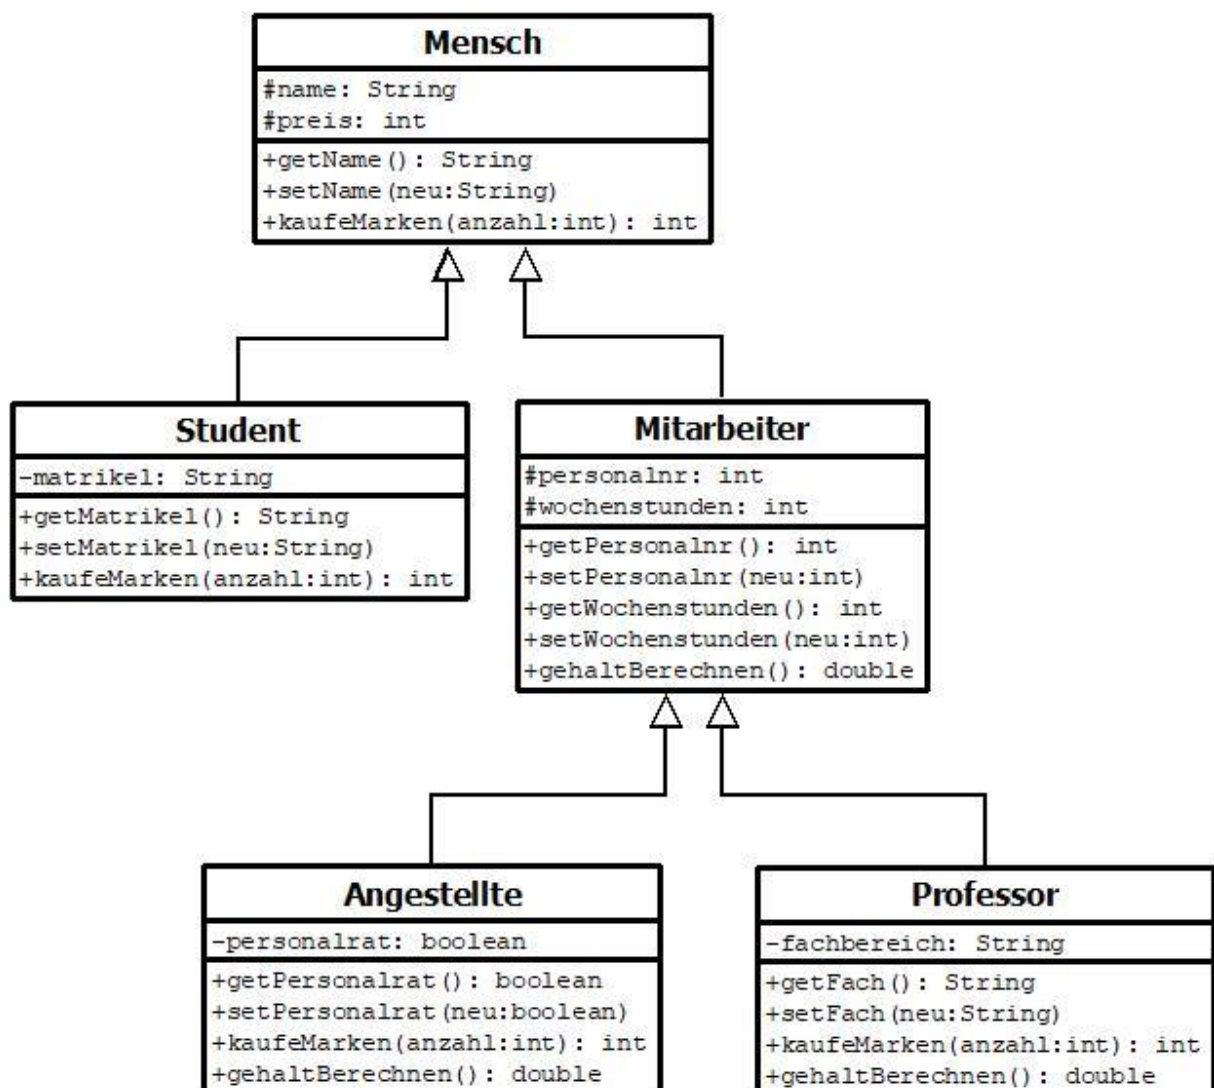 Mensch
#name: String
#preis: int
+getName(): String
+setName(neu:String)
+kaufeMarken(anzahl:int): int
Student
-matrikel: String
+getMatrikel(): String
+setMatrikel(neu:String)
+kaufeMarken(anzahl:int): int
Mitarbeiter
#personalnr: int
#wochenstunden: int
+getPersonalnr(): int
+setPersonalnr(neu:int)
+getWochenstunden(): int
+setWochenstunden(neu:int)
+gehaltBerechnen(): double
Angestellte
-personalrat: boolean
+getPersonalrat(): boolean
+setPersonalrat(neu:boolean)
+kaufeMarken(anzahl:int): int
+gehaltBerechnen(): double
Professor
-fachbereich: String
+getFach(): String
+setFach(neu:String)
+kaufeMarken(anzahl:int): int
+gehaltBerechnen(): double